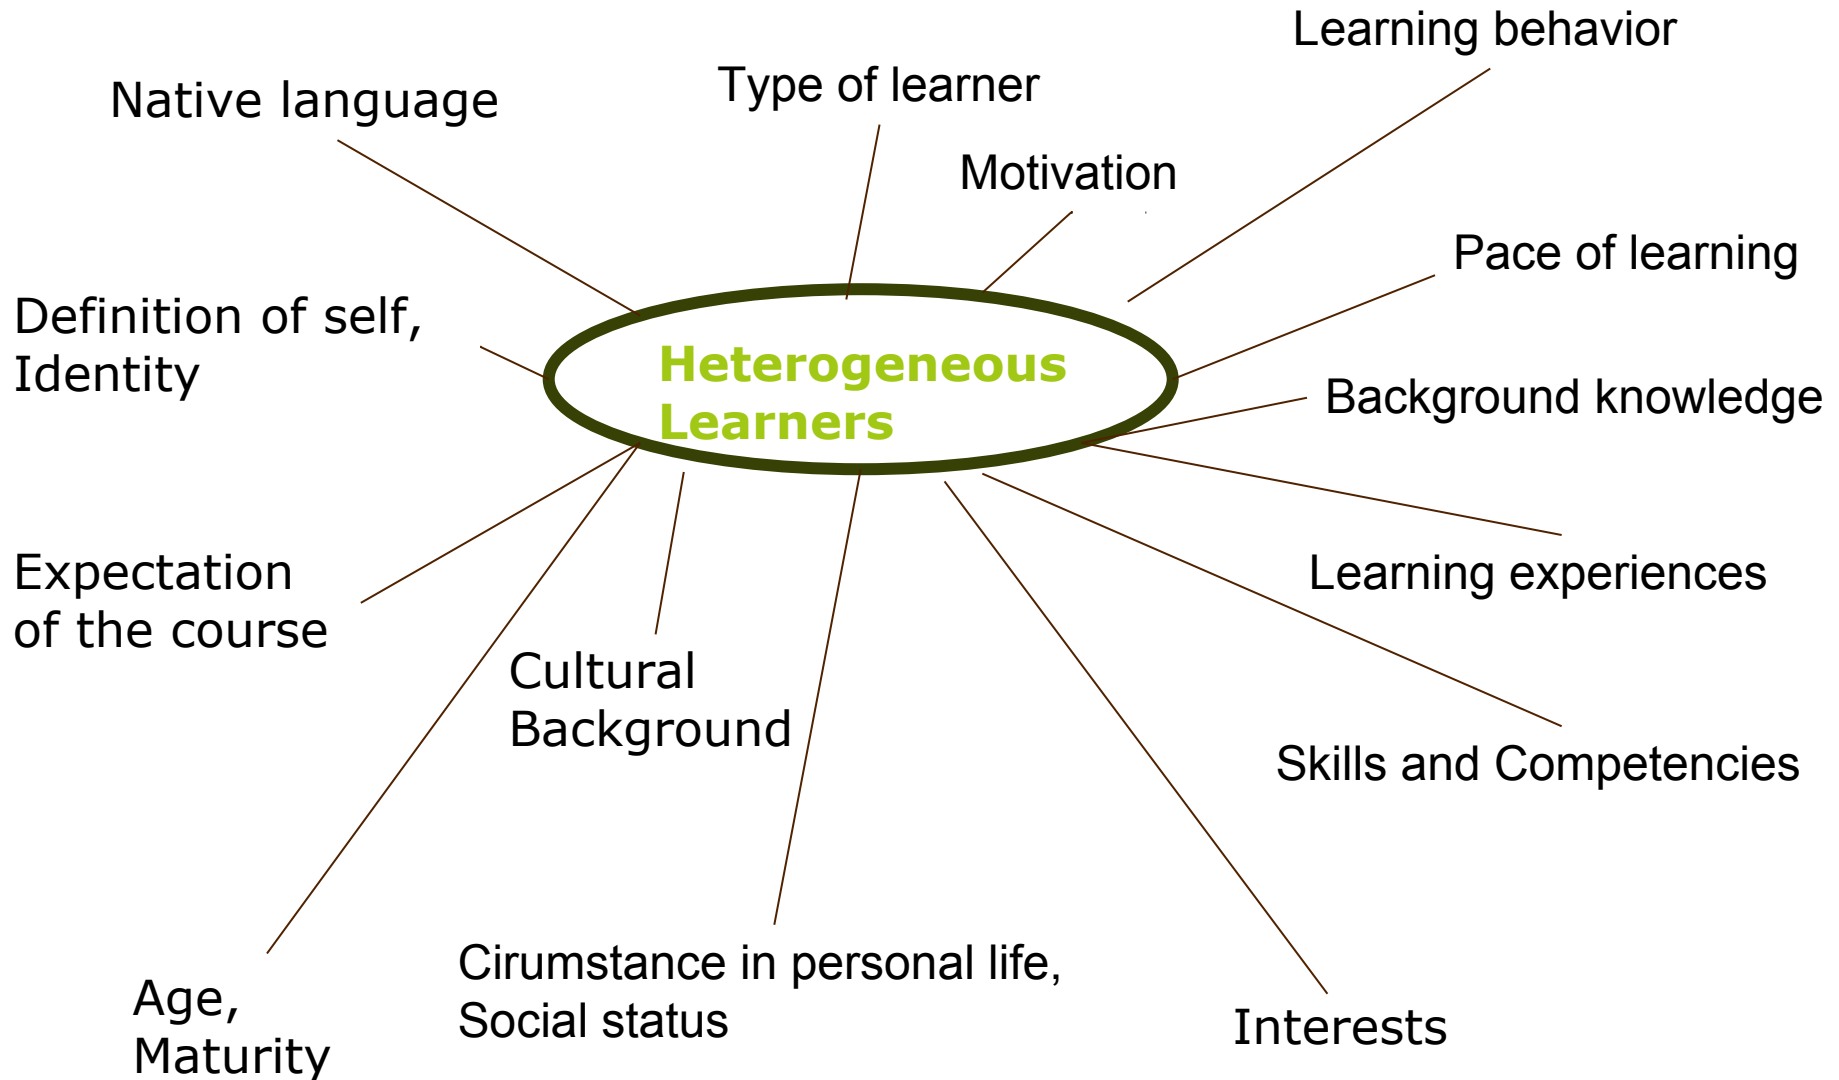 Learning behavior
Native language
Type of learner
Motivation
Pace of learning
Definition of self,
Identity
Heterogeneous
Learners
Background knowledge
Expectation
of the course
Learning experiences
Cultural
Background
Skills and Competencies
Cirumstance in personal life,
Social status
Age,
Maturity
Interests